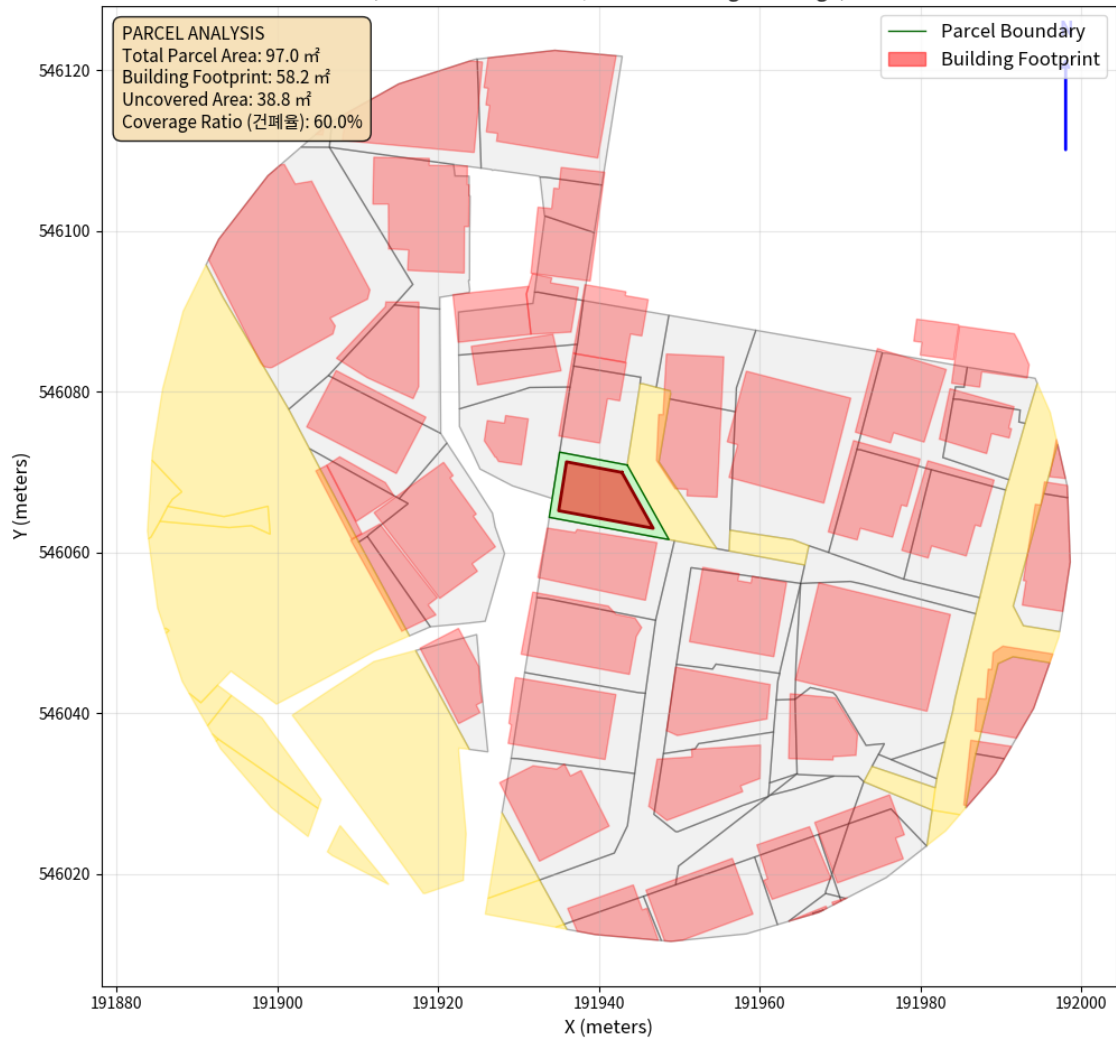 PARCEL ANALYSIS
Total Parcel Area: 97.0 ㎡
Building Footprint: 58.2 ㎡
Uncovered Area: 38.8 ㎡
Coverage Ratio (건폐율): 60.0%
Parcel Boundary
Building Footprint
N
546120
546100
546080
546060
546040
546020
Y (meters)
191880 191900 191920 191940 191960 191980 192000
X (meters)